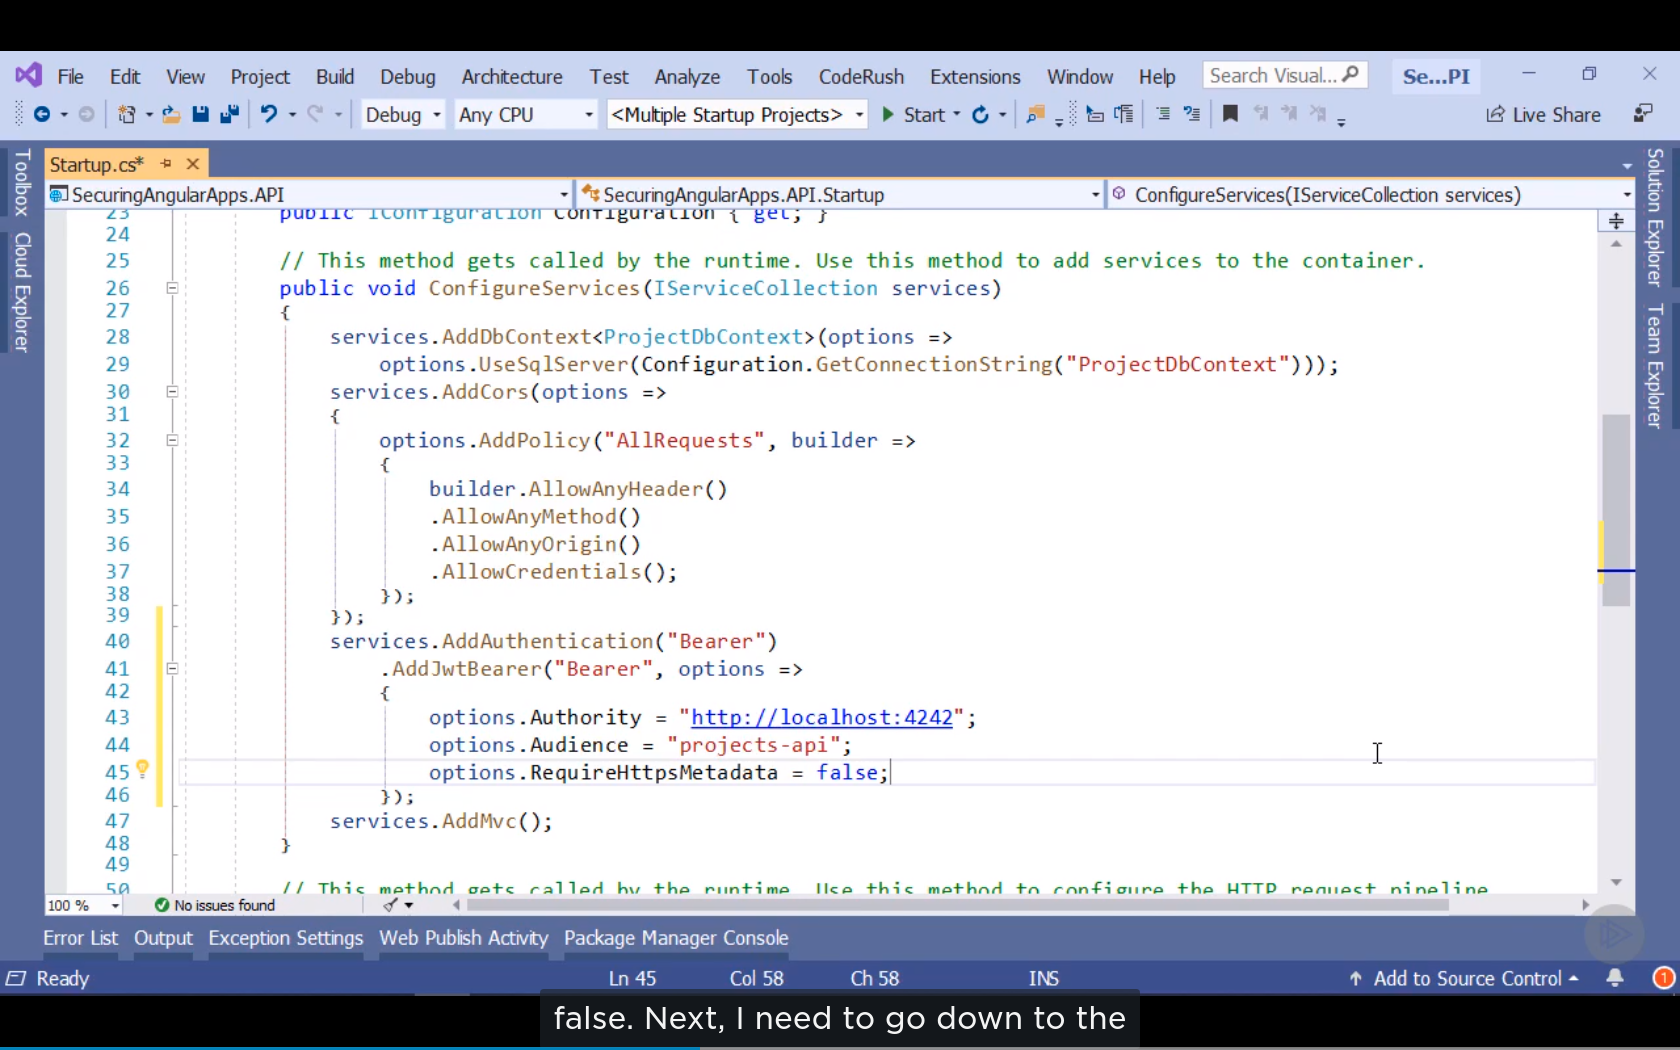 File Edit View Project Build Debug Architecture Test Analyze Tools CodeRush Extensions Window Help Search Visual... Se...PI
Debug Any CPU <Multiple Startup Projects> Start Live Share
Toolbox
Cloud Explorer
Startup.cs*
SecuringAngularApps.API SecuringAngularApps.API.Startup ConfigureServices(IServiceCollection services)
23 public IConfiguration Configuration { get; }
24
25 // This method gets called by the runtime. Use this method to add services to the container.
26 public void ConfigureServices(IServiceCollection services)
27 {
28 services.AddDbContext<ProjectDbContext>(options =>
29 options.UseSqlServer(Configuration.GetConnectionString("ProjectDbContext")));
30 services.AddCors(options =>
31 {
32 options.AddPolicy("AllRequests", builder =>
33 {
34 builder.AllowAnyHeader()
35 .AllowAnyMethod()
36 .AllowAnyOrigin()
37 .AllowCredentials();
38 });
39 });
40 services.AddAuthentication("Bearer")
41 .AddJwtBearer("Bearer", options =>
42 {
43 options.Authority = "http://localhost:4242";
44 options.Audience = "projects-api";
45 options.RequireHttpsMetadata = false;
46 });
47 services.AddMvc();
48 }
49
50 // This method gets called by the runtime. Use this method to configure the HTTP request pipeline
Solution Explorer
Team Explorer
100 % No issues found
Error List Output Exception Settings Web Publish Activity Package Manager Console
Ready Ln 45 Col 58 Ch 58 INS Add to Source Control 1
false. Next, I need to go down to the